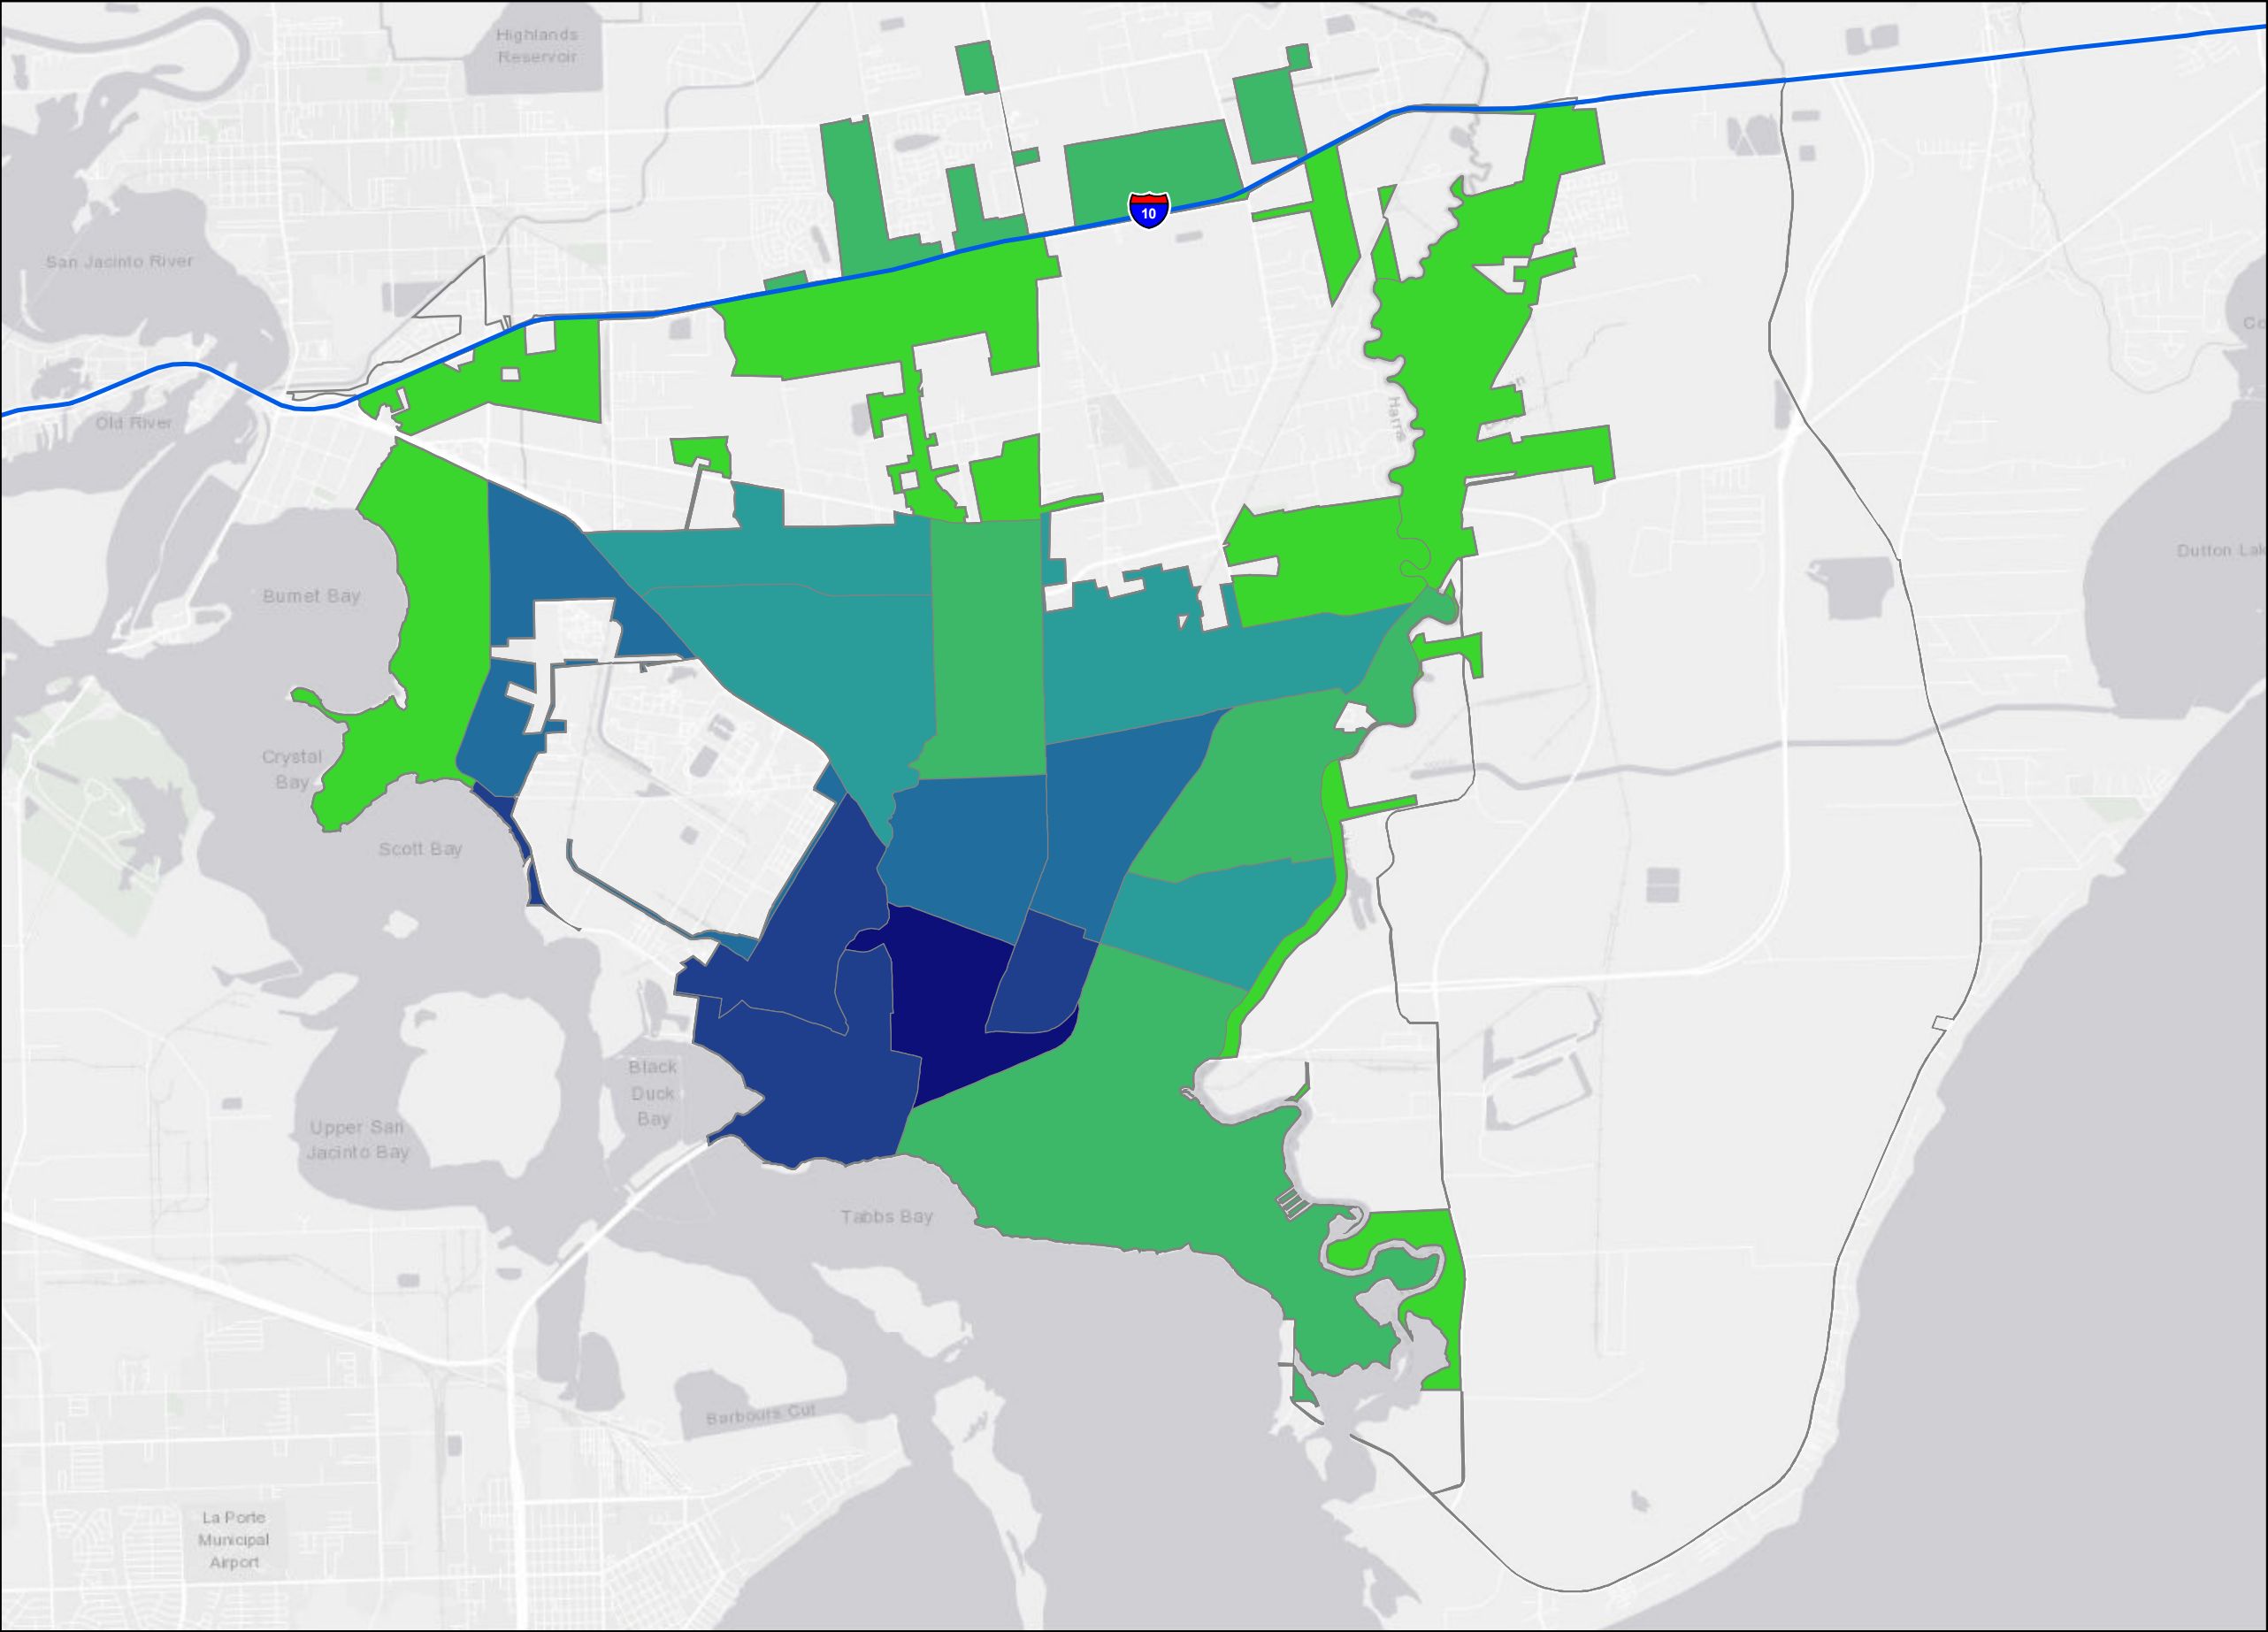 Highlands
Reservoir
10
San Jacinto River
Old River
Harris
Burnet Bay
Dutton Lak
Crystal
Bay
Scott Bay
Black
Duck
Bay
Upper San
Jacinto Bay
Tabbs Bay
Barbours Cut
La Porte
Municipal
Airport
Co